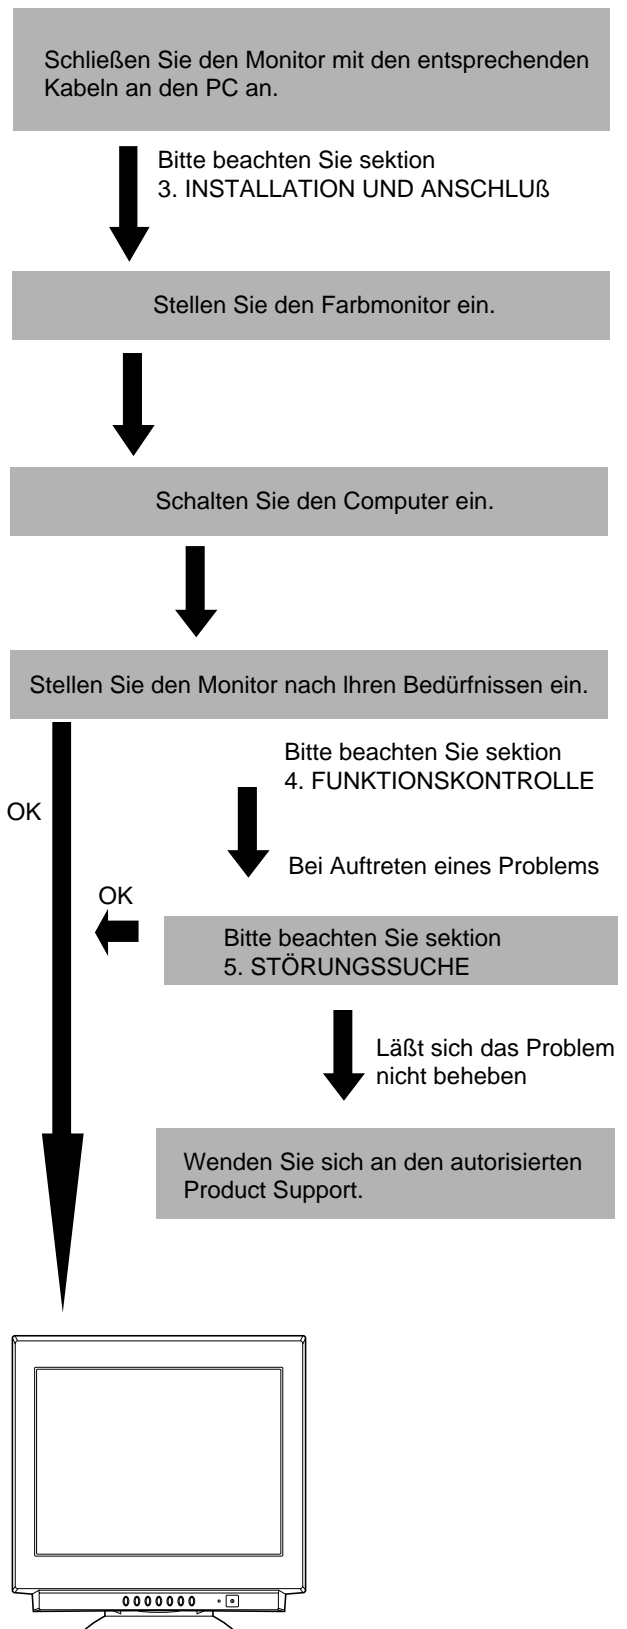 Schließen Sie den Monitor mit den entsprechenden
Kabeln an den PC an.
Bitte beachten Sie sektion
3. INSTALLATION UND ANSCHLUß
Stellen Sie den Farbmonitor ein.
Schalten Sie den Computer ein.
Stellen Sie den Monitor nach Ihren Bedürfnissen ein.
Bitte beachten Sie sektion
4. FUNKTIONSKONTROLLE
OK
Bei Auftreten eines Problems
OK
Bitte beachten Sie sektion
5. STÖRUNGSSUCHE
Läßt sich das Problem
nicht beheben
Wenden Sie sich an den autorisierten
Product Support.